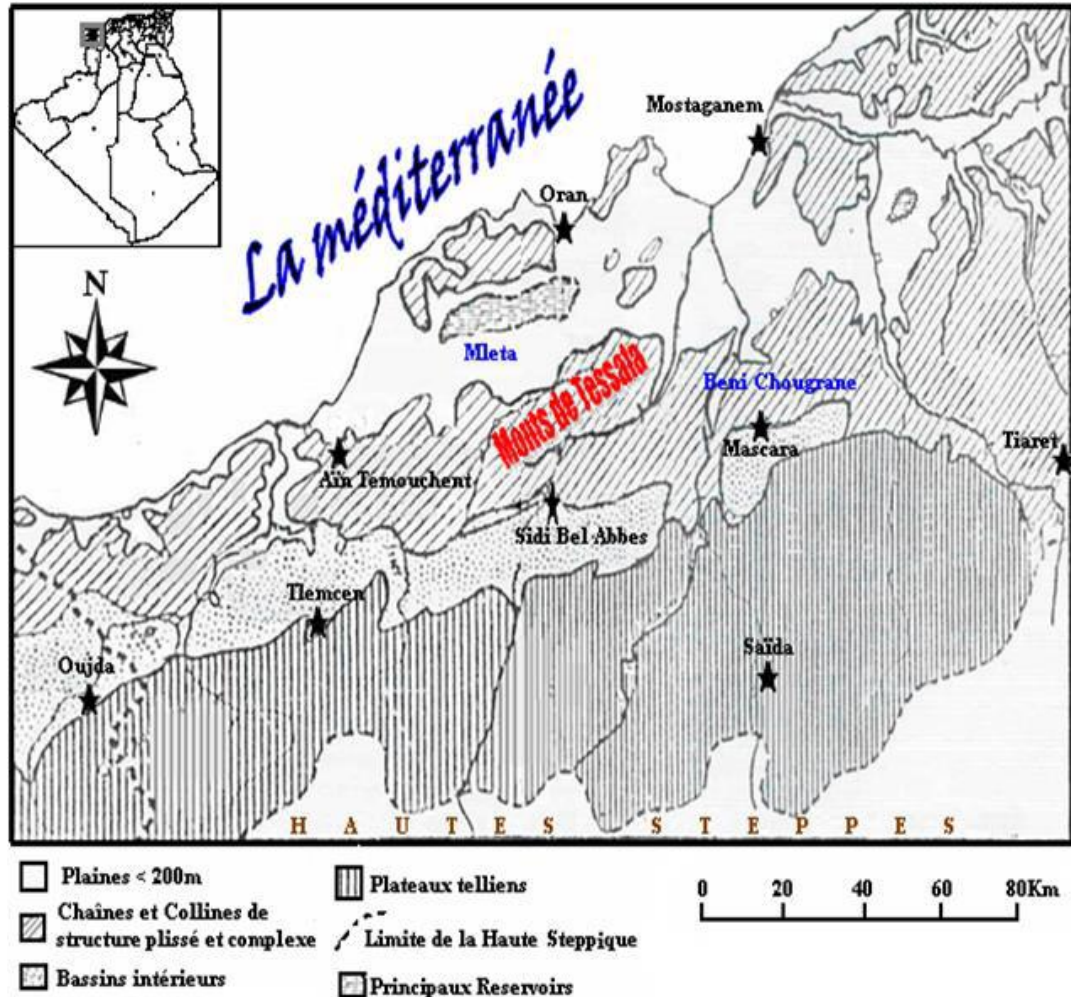 La méditerranée
Mostaganem
Oran
N
Mleta
Monts de Tessala
Beni Chougrane
Mascara
Tiaret
Aïn Temouchent
Sidi Bel Abbes
Tlemcen
Saïda
Oujda
HAUTES STEPPES
Plaines < 200m
Chaînes et Collines de
structure plissé et complexe
Bassins intérieurs
Plateaux telliens
Limite de la Haute Steppique
Principaux Reservoirs
0 20 40 60 80Km